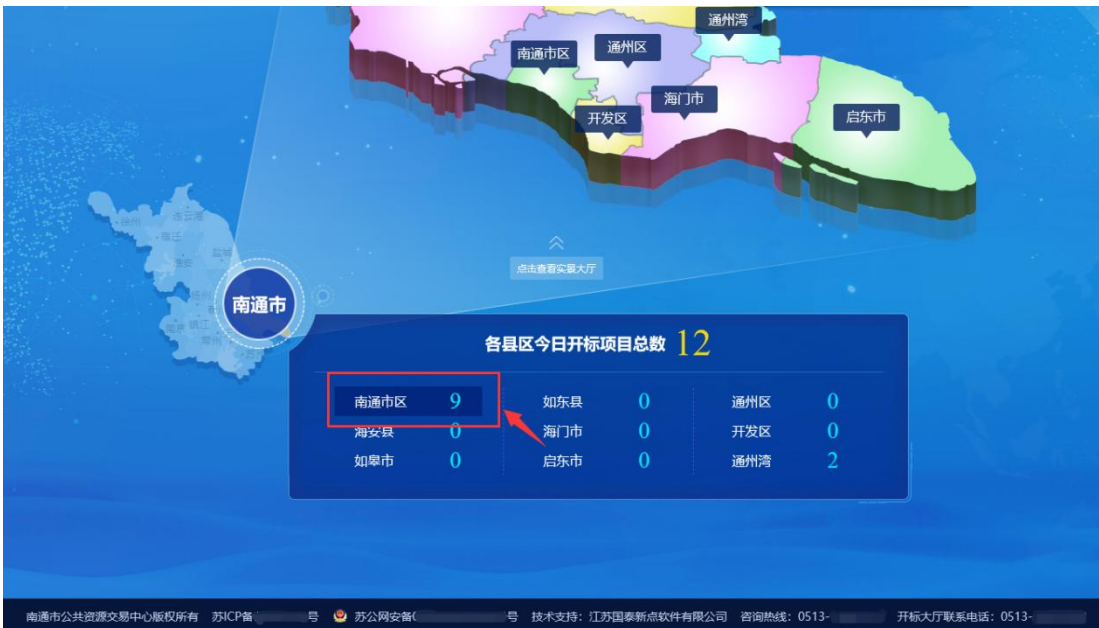 通州湾
南通市区
通州区
海门市
开发区
启东市
点击查看实景大厅
南通市
各县区今日开标项目总数 12
南通市区 9 如东县 0 通州区 0
海安县 0 海门市 0 开发区 0
如皋市 0 启东市 0 通州湾 2
南通市公共资源交易中心版权所有 苏ICP备 号 苏公网安备( 号 技术支持：江苏国泰新点软件有限公司 咨询热线：0513- 开标大厅联系电话：0513-